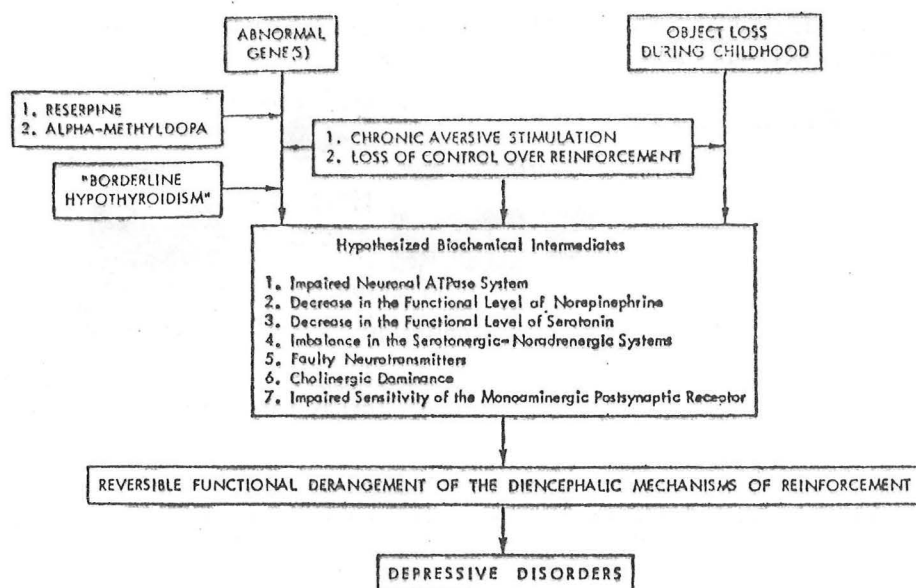 ABNORMAL
GENE(S)
OBJECT LOSS
DURING CHILDHOOD
1. RESERPINE
2. ALPHA-METHYLDOPA
1. CHRONIC AVERSIVE STIMULATION
2. LOSS OF CONTROL OVER REINFORCEMENT
"BORDERLINE
HYPOTHYROIDISM"
Hypothesized Biochemical Intermediates
1. Impaired Neuronal ATPase System
2. Decrease in the Functional Level of Norepinephrine
3. Decrease in the Functional Level of Serotonin
4. Imbalance in the Serotonergic-Noradrenergic Systems
5. Faulty Neurotransmitters
6. Cholinergic Dominance
7. Impaired Sensitivity of the Monoaminergic Postsynaptic Receptor
REVERSIBLE FUNCTIONAL DERANGEMENT OF THE DIENCEPHALIC MECHANISMS OF REINFORCEMENT
DEPRESSIVE DISORDERS